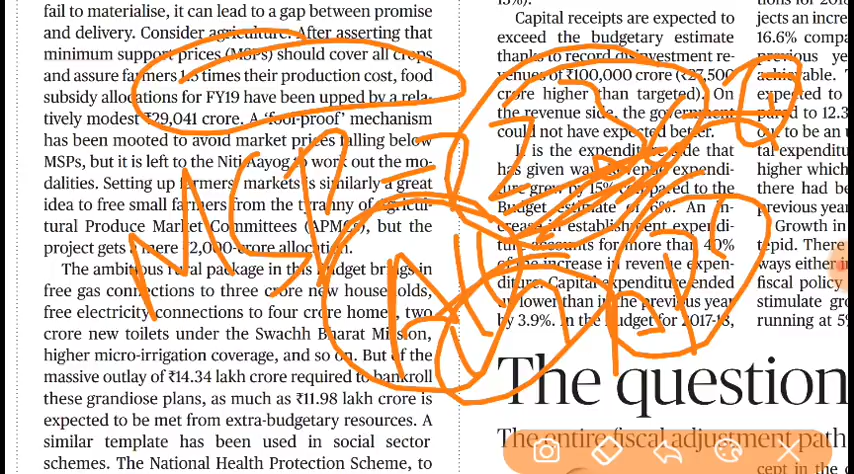 fail to materialise, it can lead to a gap between promise
and delivery. Consider agriculture. After asserting that
minimum support prices (MSPs) should cover all crops
and assure farmers 1.5 times their production cost, food
subsidy allocations for FY19 have been upped by a rela-
tively modest ₹29,041 crore. A ‘four-proof’ mechanism
has been mooted to avoid market prices falling below
MSPs, but it is left to the Niti Aayog to work out the mo-
dalities. Setting up farmers’ markets is similarly a great
idea to free small farmers from the tyranny of Agricul-
tural Produce Market Committees (APMCs), but the
project gets a mere ₹2,000-crore allocation.
The ambitious rural package in this Budget brings in
free gas connections to three crore new households,
free electricity connections to four crore homes, two
crore new toilets under the Swachh Bharat Mission,
higher micro-irrigation coverage, and so on. But of the
massive outlay of ₹14.34 lakh crore required to bankroll
these grandiose plans, as much as ₹11.98 lakh crore is
expected to be met from extra-budgetary resources. A
similar template has been used in social sector
schemes. The National Health Protection Scheme, to
Capital receipts are expected to
exceed the budgetary estimate
thanks to record disinvestment re-
venues of ₹100,000 crore (₹27,500
crore higher than targeted). On
the revenue side, the government
could not have expected better.
It is the expenditure side that
has given way. Revenue expendi-
ture grew by 15% compared to the
Budget estimate of 6%. An in-
crease in establishment expendi-
ture accounts for more than 40%
of the increase in revenue expen-
diture. Capital expenditure ended
up lower than in the previous year
by 3.9%. In the Budget for 2017-18,
jects an incre
16.6% compa
previous ye
achievable. T
expected to
pared to 12.3
out to be an u
tal expenditu
higher which
there had be
previous yea
Growth in
tepid. There
ways either in
fiscal policy
stimulate gro
running at 5%
The question
The entire fiscal adjustment path
cept in the c
MSP